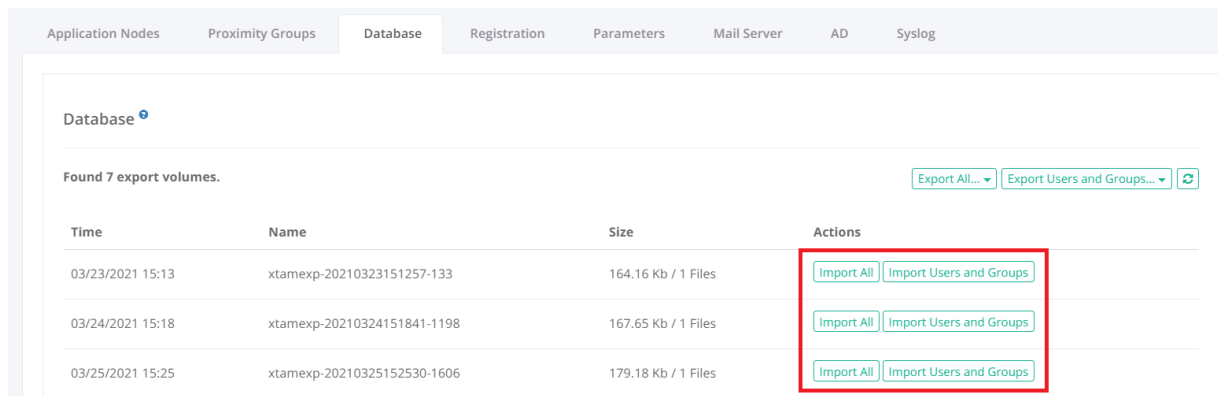 Application Nodes Proximity Groups Database Registration Parameters Mail Server AD Syslog
Database ?
Found 7 export volumes.
Export All... Export Users and Groups...
Time Name Size Actions
03/23/2021 15:13 xtamexp-20210323151257-133 164.16 Kb / 1 Files Import All Import Users and Groups
03/24/2021 15:18 xtamexp-20210324151841-1198 167.65 Kb / 1 Files Import All Import Users and Groups
03/25/2021 15:25 xtamexp-20210325152530-1606 179.18 Kb / 1 Files Import All Import Users and Groups